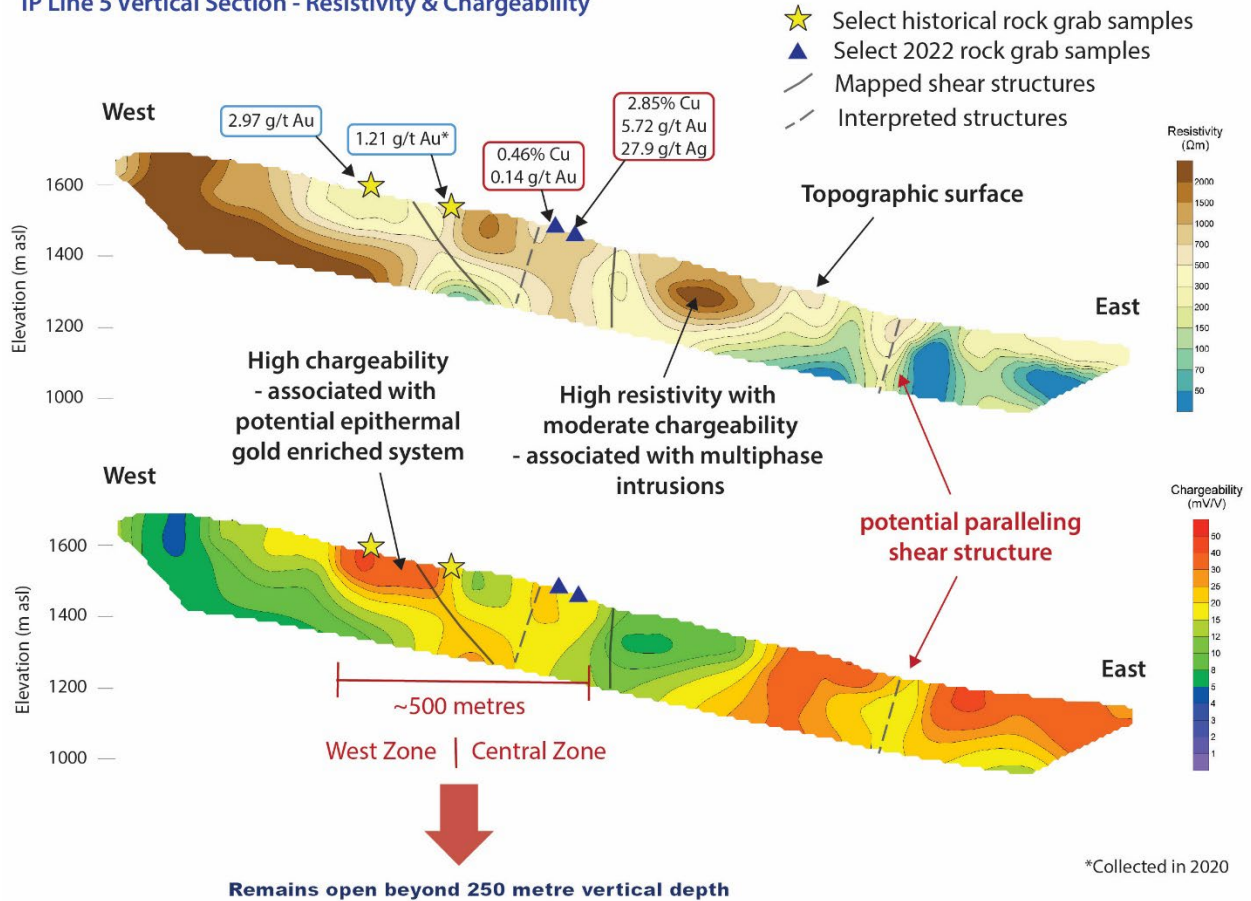 IP Line 5 Vertical Section - Resistivity & Chargeability
Select historical rock grab samples
Select 2022 rock grab samples
Mapped shear structures
Interpreted structures
West
2.97 g/t Au
1.21 g/t Au*
0.46% Cu
0.14 g/t Au
2.85% Cu
5.72 g/t Au
27.9 g/t Ag
Topographic surface
East
Elevation (m asl)
1600
1400
1200
1000
Resistivity
(Ωm)
2000
1000
700
500
300
200
150
100
70
50
High chargeability
- associated with
potential epithermal
gold enriched system
High resistivity with
moderate chargeability
- associated with multiphase
intrusions
potential paralleling
shear structure
West
East
Elevation (m asl)
1600
1400
1200
1000
Chargeability
(mV/V)
50
40
30
25
20
15
12
10
8
6
5
4
3
2
1
~500 metres
West Zone | Central Zone
Remains open beyond 250 metre vertical depth
*Collected in 2020